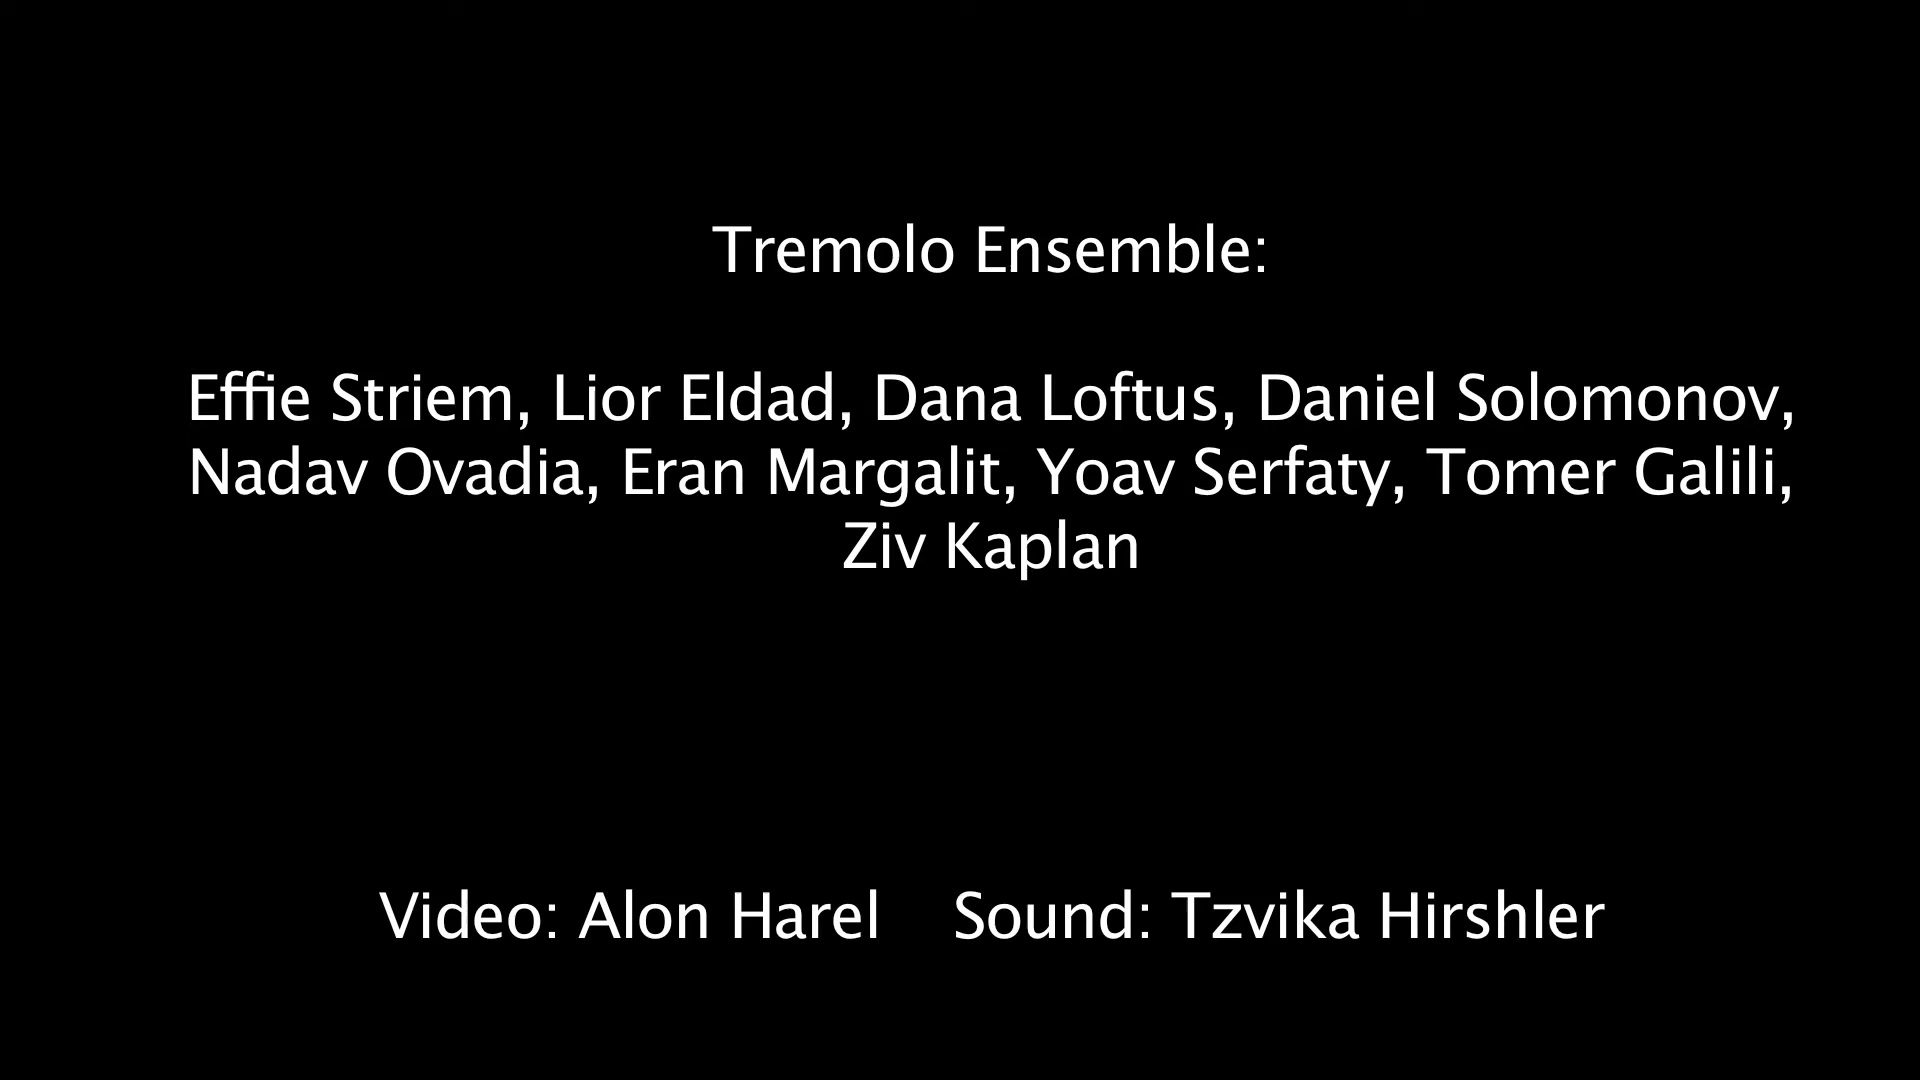 Tremolo Ensemble:
Effie Striem, Lior Eldad, Dana Loftus, Daniel Solomonov,
Nadav Ovadia, Eran Margalit, Yoav Serfaty, Tomer Galili,
Ziv Kaplan
Video: Alon Harel    Sound: Tzvika Hirshler